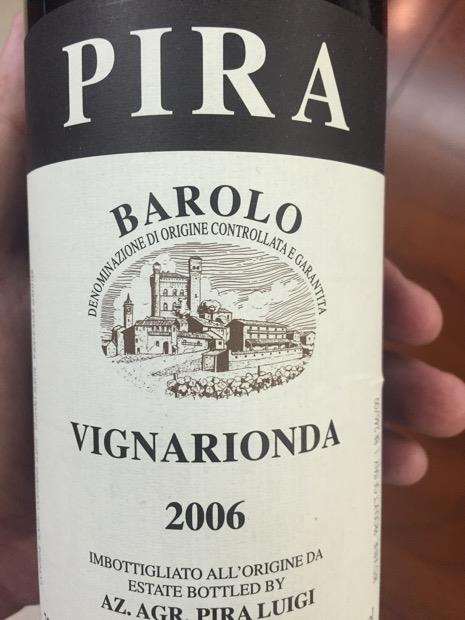 PIRA
BAROLO
DENOMINAZIONE DI ORIGINE CONTROLLATA E GARANTITA
VIGNARIONDA
2006
IMBOTTIGLIATO ALL'ORIGINE DA
ESTATE BOTTLED BY
AZ. AGR. PIRA LUIGI